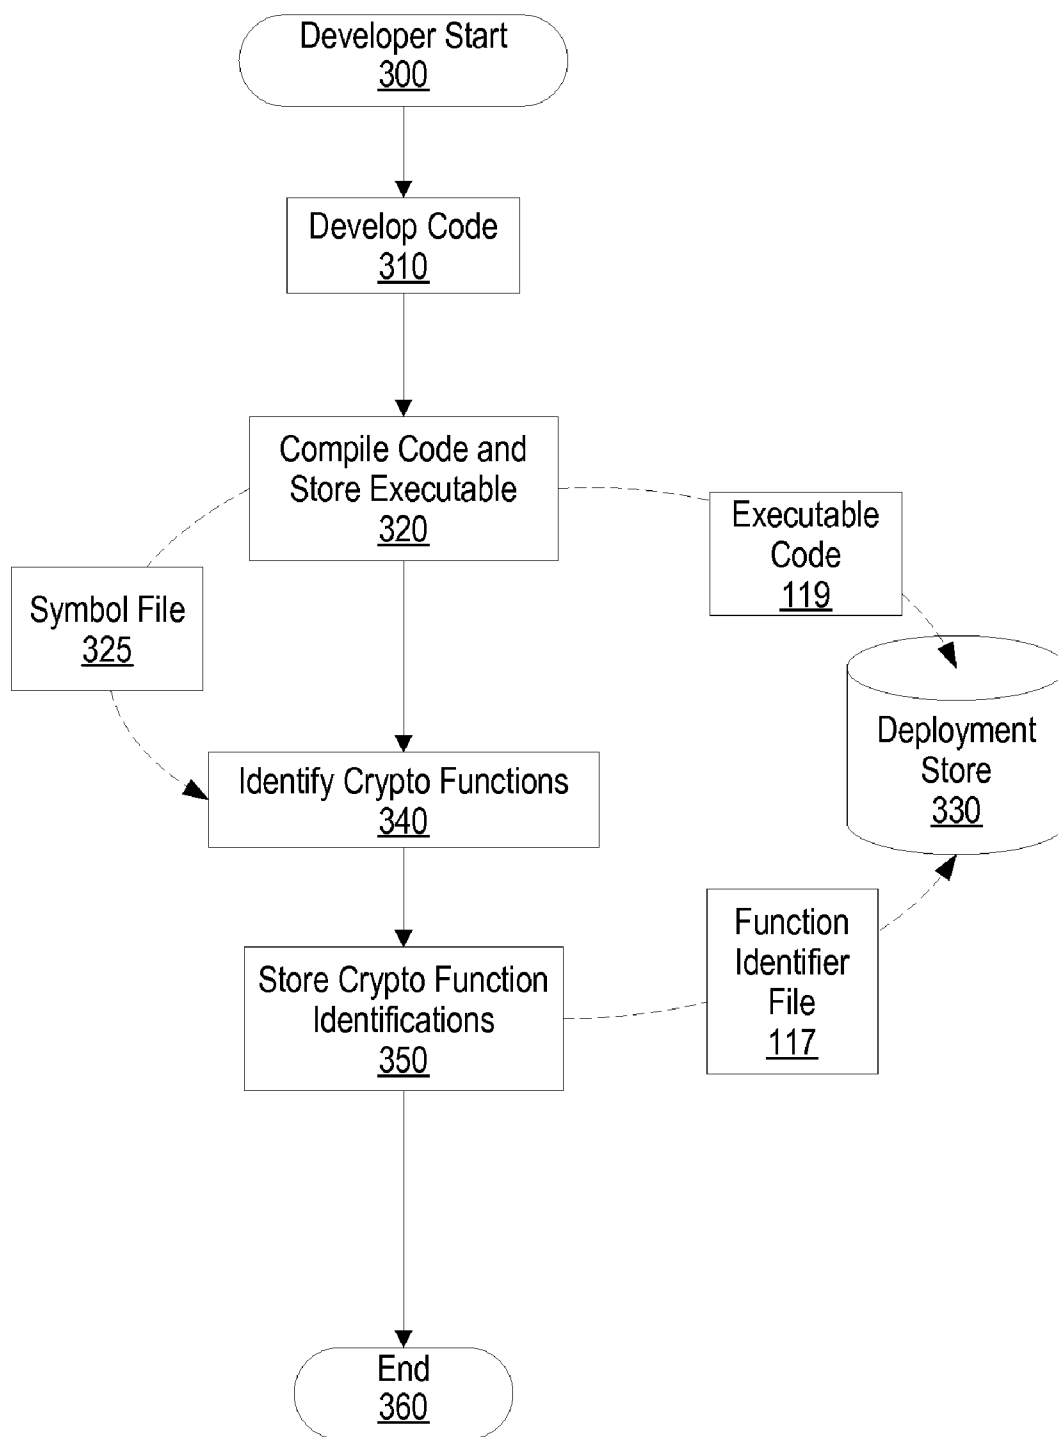 Developer Start
300
Develop Code
310
Compile Code and
Store Executable
320
Executable
Code
119
Symbol File
325
Deployment
Store
330
Identify Crypto Functions
340
Function
Identifier
File
117
Store Crypto Function
Identifications
350
End
360